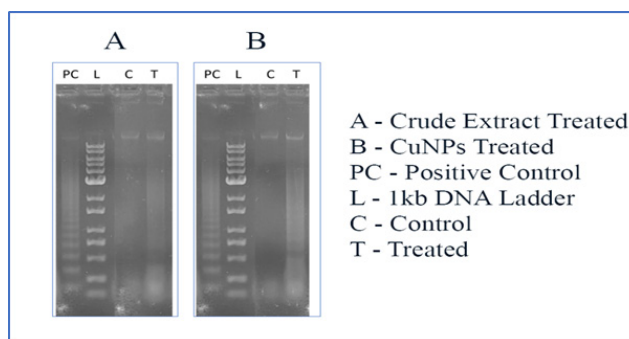 A B
PC L C T PC L C T
A - Crude Extract Treated
B - CuNPs Treated
PC - Positive Control
L - 1kb DNA Ladder
C - Control
T - Treated